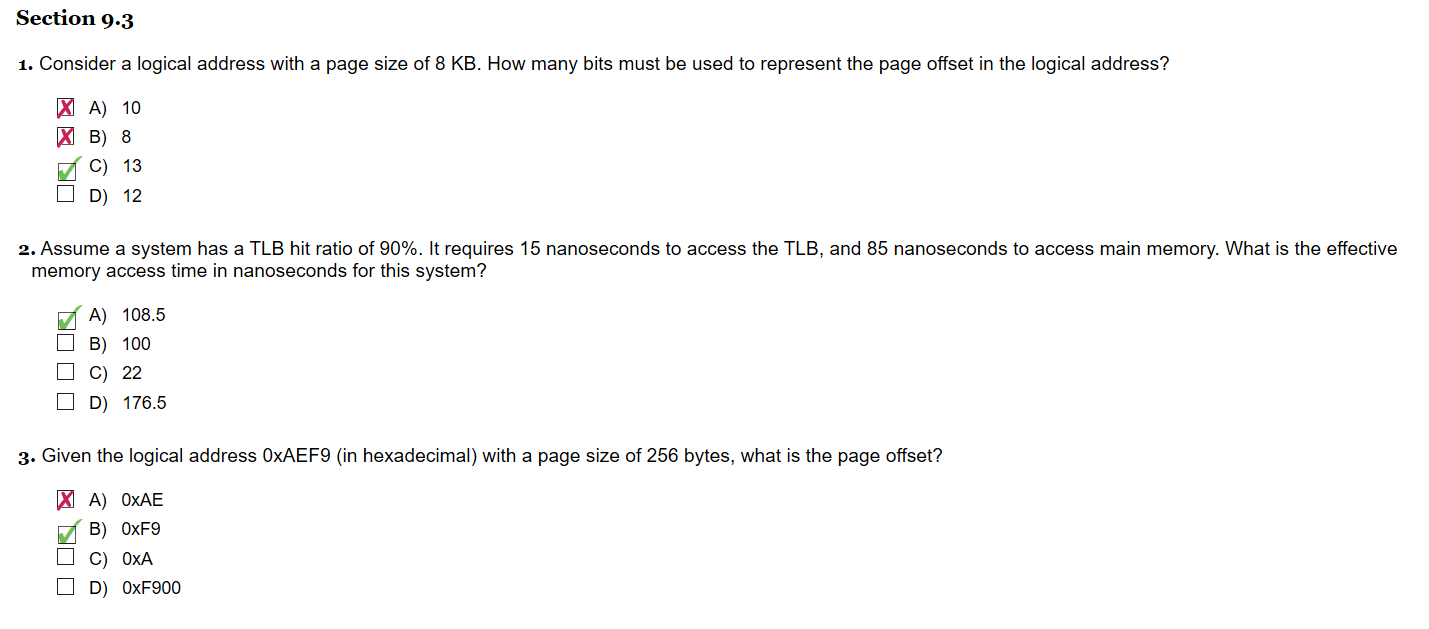 Section 9.3
1. Consider a logical address with a page size of 8 KB. How many bits must be used to represent the page offset in the logical address?
A) 10
B) 8
C) 13
D) 12
2. Assume a system has a TLB hit ratio of 90%. It requires 15 nanoseconds to access the TLB, and 85 nanoseconds to access main memory. What is the effective
memory access time in nanoseconds for this system?
A) 108.5
B) 100
C) 22
D) 176.5
3. Given the logical address 0xAEF9 (in hexadecimal) with a page size of 256 bytes, what is the page offset?
A) 0xAE
B) 0xF9
C) 0xA
D) 0xF900